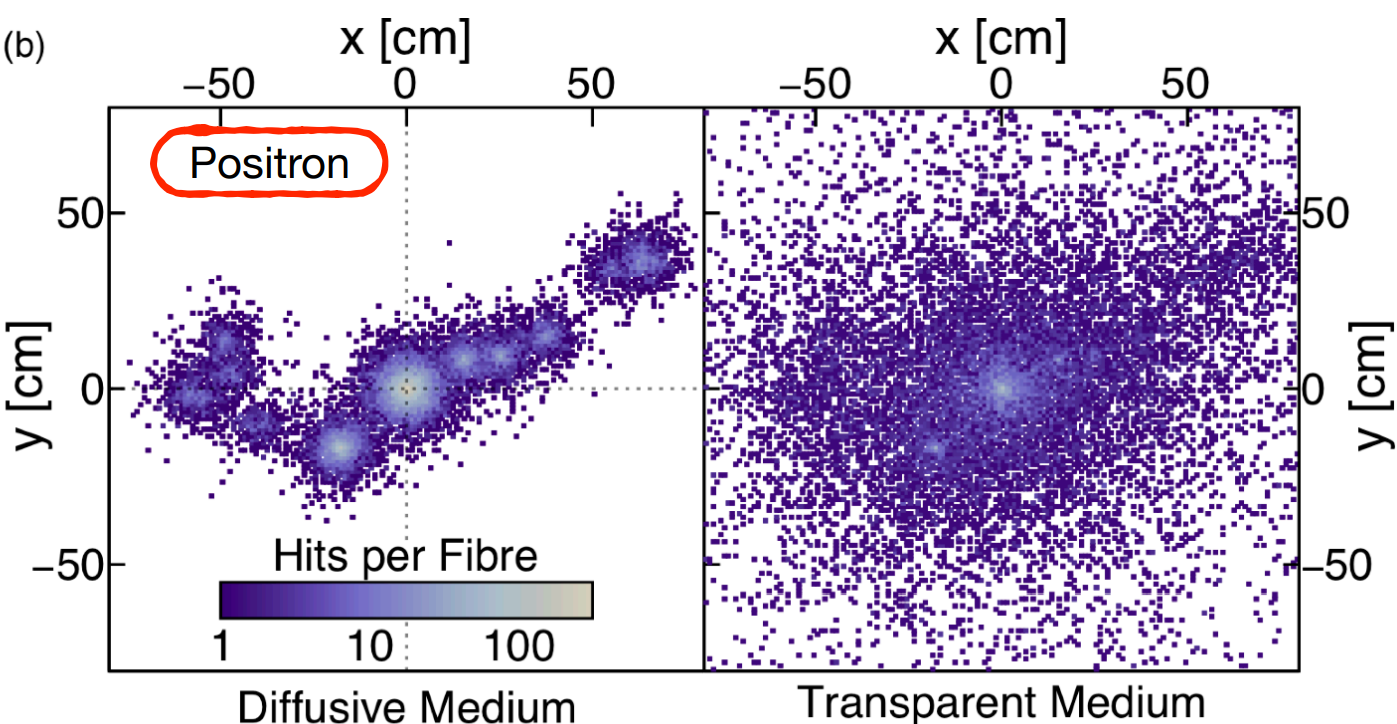 (b)
x [cm]
x [cm]
−50 0 50
−50 0 50
Positron
50
50
y [cm]
0
0
y [cm]
−50
−50
Hits per Fibre
1 10 100
Diffusive Medium
Transparent Medium